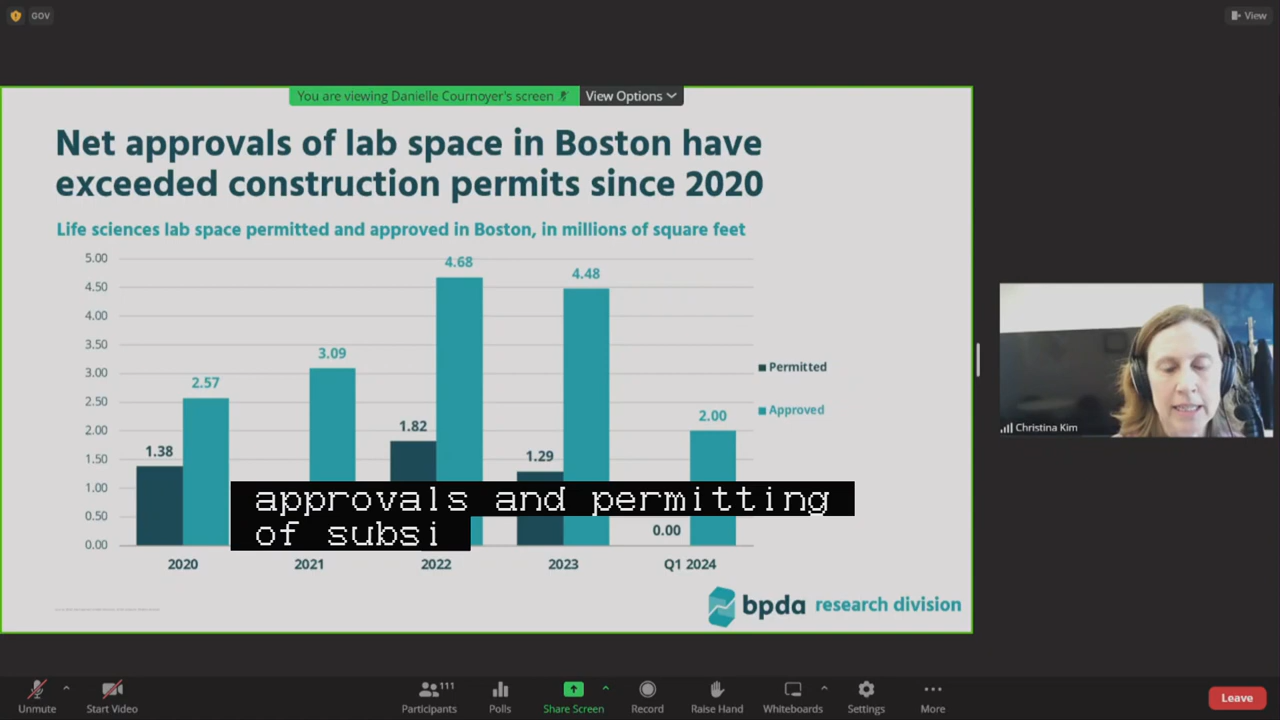 GOV
View
You are viewing Danielle Cournoyer's screen
View Options
Net approvals of lab space in Boston have
exceeded construction permits since 2020
Life sciences lab space permitted and approved in Boston, in millions of square feet
5.00
4.50
4.00
3.50
3.00
2.50
2.00
1.50
1.00
0.50
0.00
1.38
2.57
3.09
1.82
4.68
1.29
4.48
0.00
2.00
Permitted
Approved
2020
2021
2022
2023
Q1 2024
approvals and permitting
of subsi
bpda research division
Christina Kim
Unmute
Start Video
Participants
111
Polls
Share Screen
Record
Raise Hand
Whiteboards
Settings
More
Leave